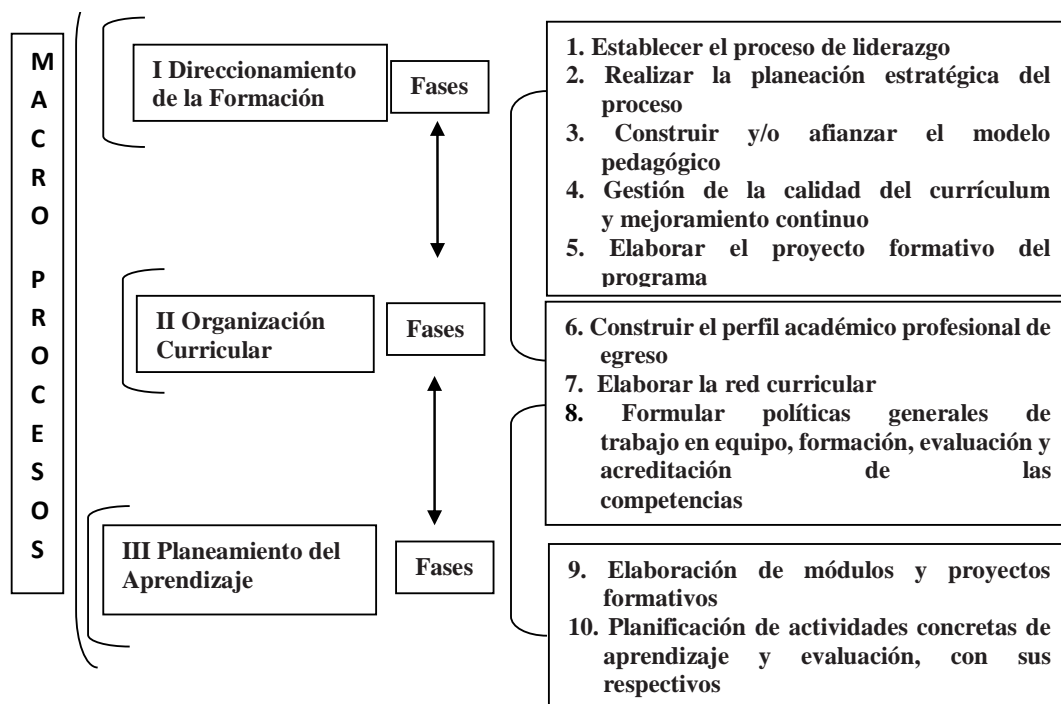 MACRO PROCESOS
I Direccionamiento
de la Formación
Fases
1. Establecer el proceso de liderazgo
2. Realizar la planeación estratégica del
proceso
3. Construir y/o afianzar el modelo
pedagógico
4. Gestión de la calidad del currículum
y mejoramiento continuo
5. Elaborar el proyecto formativo del
programa
II Organización
Curricular
Fases
6. Construir el perfil académico profesional de
egreso
7. Elaborar la red curricular
8. Formular políticas generales de
trabajo en equipo, formación, evaluación y
acreditación de las
competencias
III Planeamiento del
Aprendizaje
Fases
9. Elaboración de módulos y proyectos
formativos
10. Planificación de actividades concretas de
aprendizaje y evaluación, con sus
respectivos